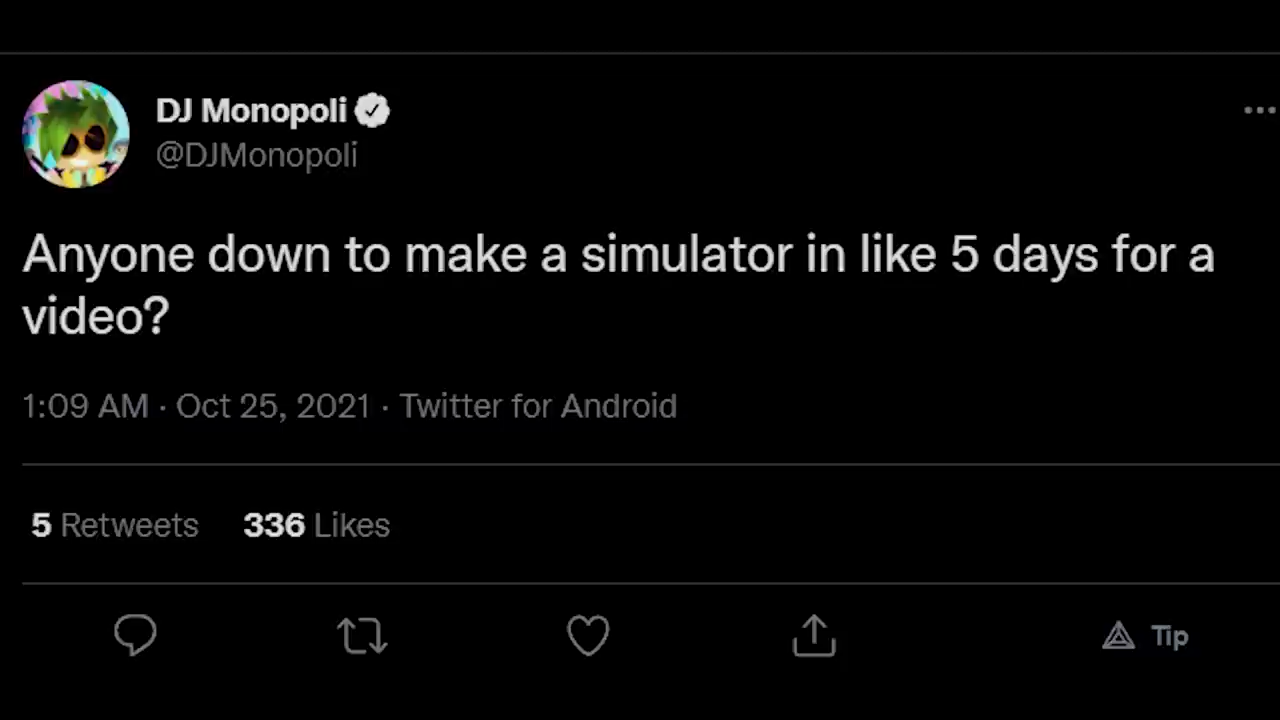 DJ Monopoli
@DJMonopoli
Anyone down to make a simulator in like 5 days for a
video?
1:09 AM · Oct 25, 2021 · Twitter for Android
5 Retweets 336 Likes
Tip